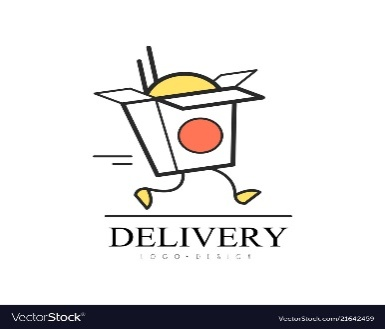 DELIVERY
LOGO • DESIGN
VectorStock®
VectorStock.com/21642459